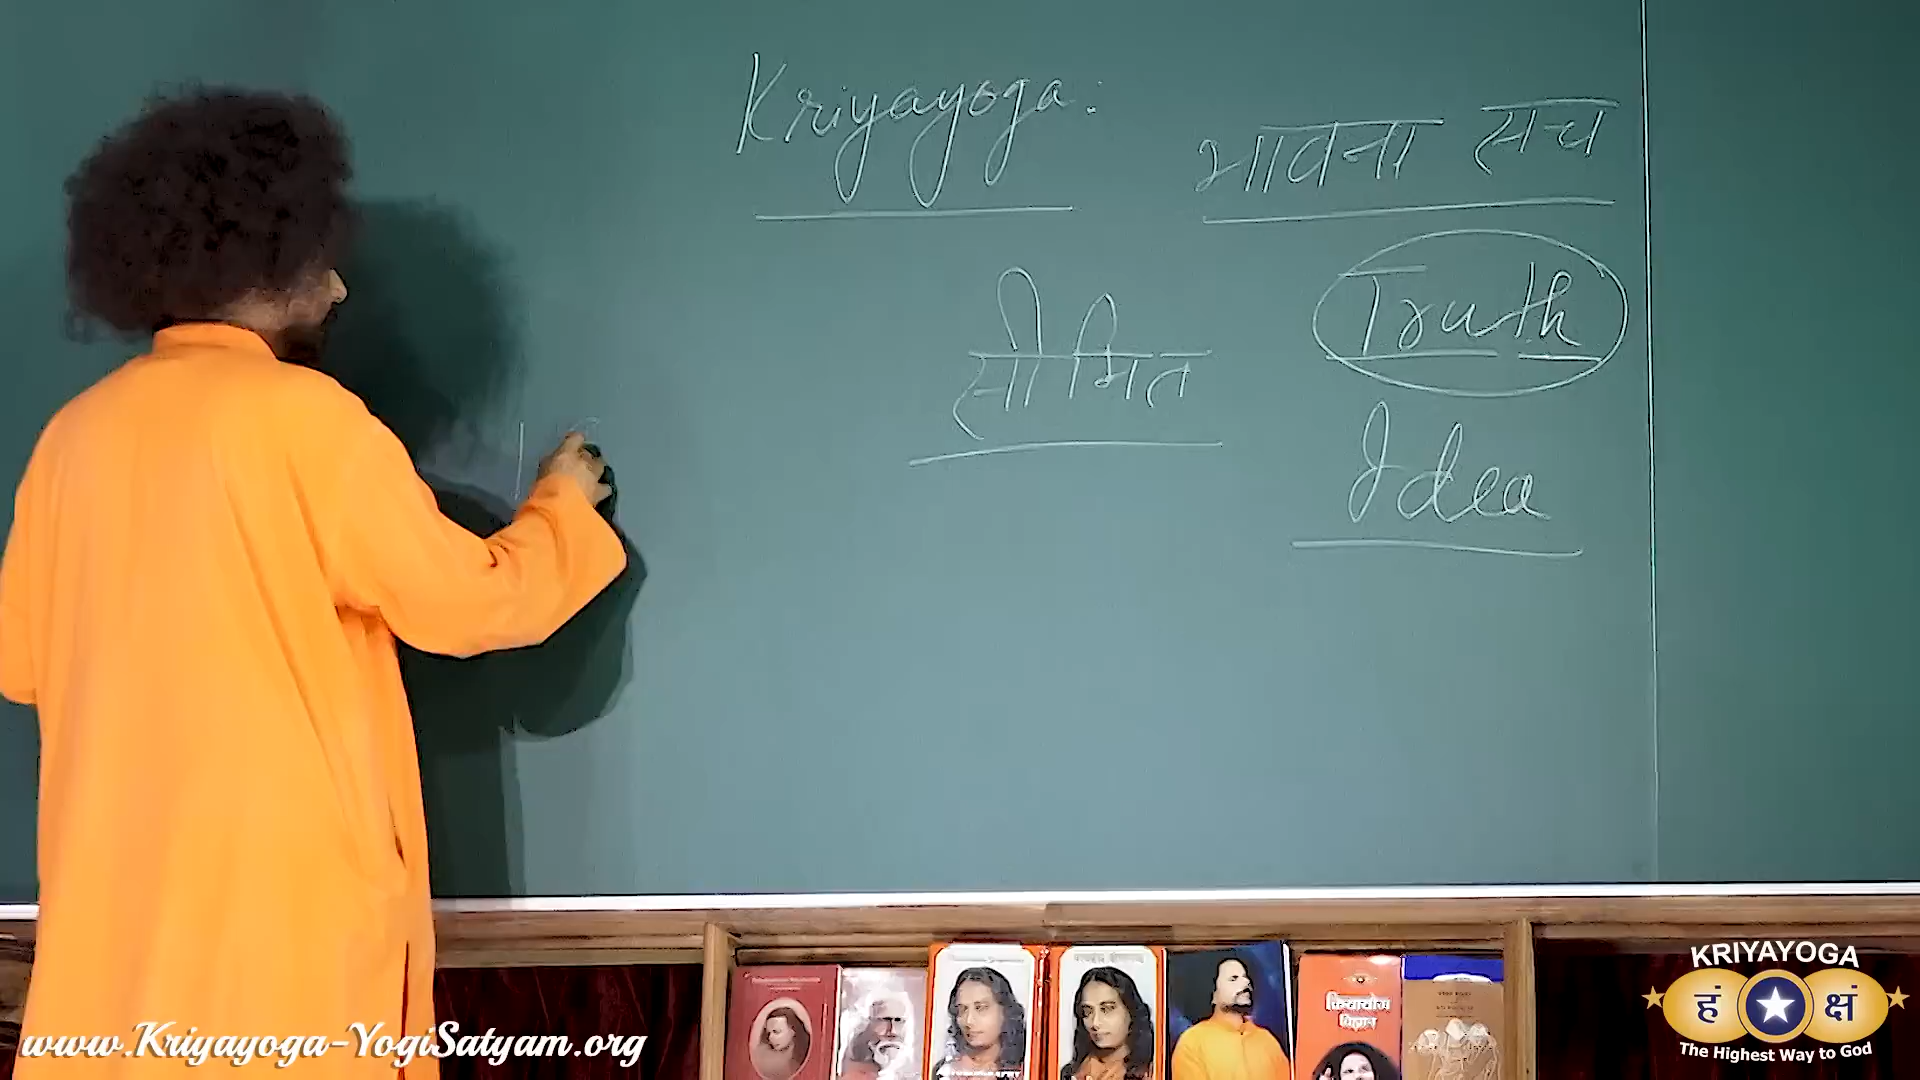 Kriyayoga:
भावना सच
Truth
सीमित
Idea
क्रियायोग
विज्ञान
www.Kriyayoga-YogiSatyam.org
KRIYAYOGA
हं क्षं
The Highest Way to God